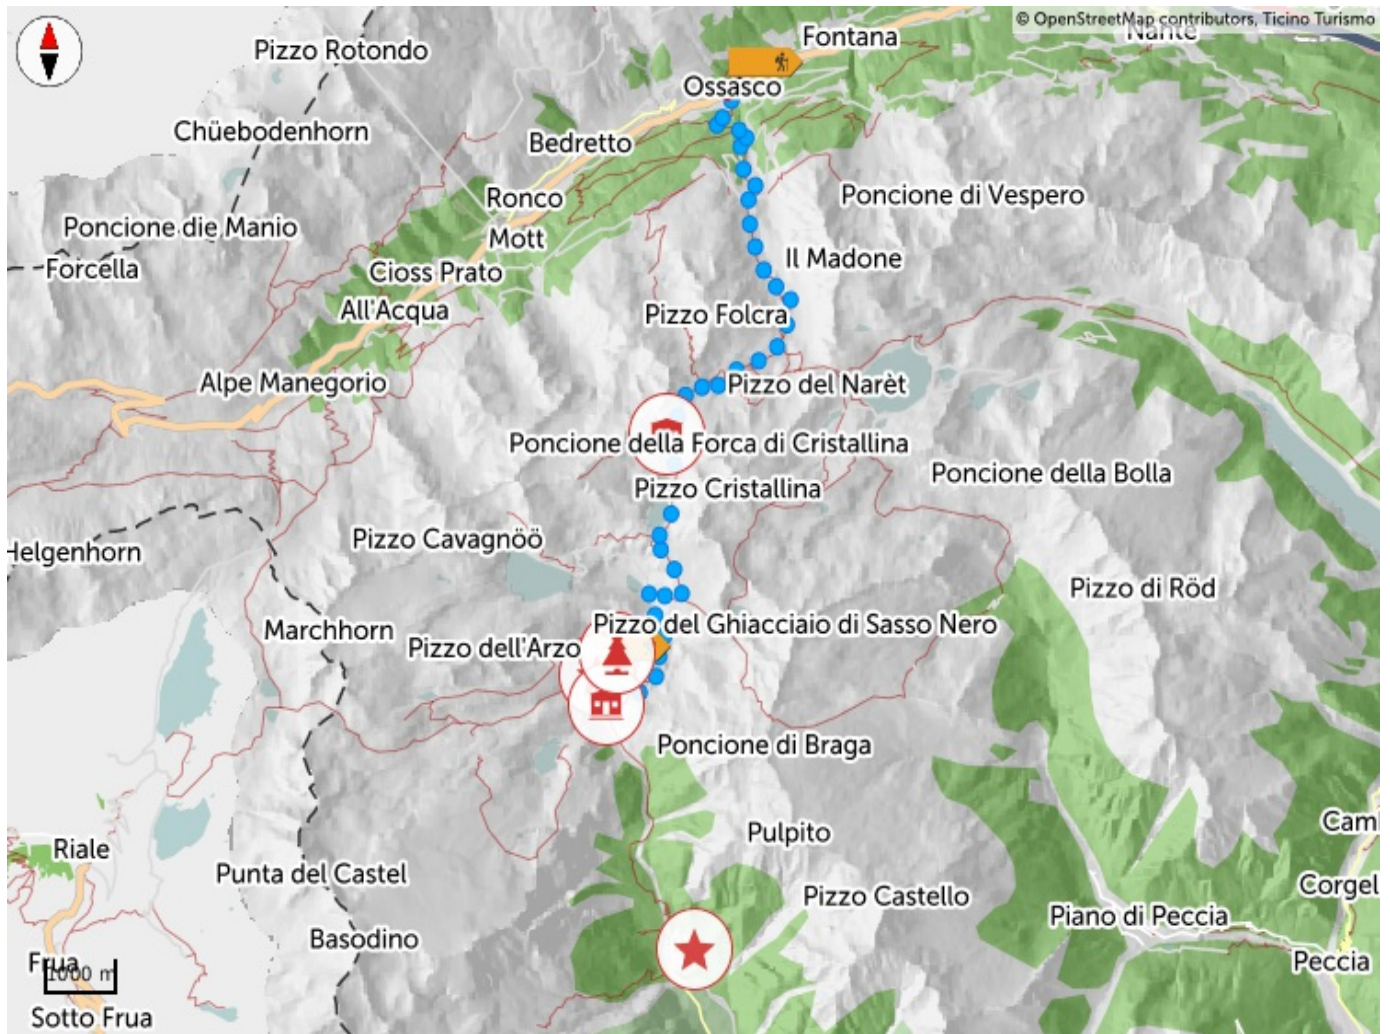 © OpenStreetMap contributors, Ticino Turismo
Nante
Fontana
Pizzo Rotondo
Ossasco
Chüebodenhorn
Bedretto
Ronco
Poncione di Vespero
Poncione die Manio
Mott
Forcella
Il Madone
Cioss Prato
All'Acqua
Pizzo Folcra
Alpe Manegorio
Pizzo del Narèt
Poncione della Forca di Cristallina
Poncione della Bolla
Pizzo Cristallina
Helgenhorn
Pizzo Cavagnöö
Pizzo di Röd
Marchhorn
Pizzo del Ghiacciaio di Sasso Nero
Pizzo dell'Arzo
Poncione di Braga
Pulpito
Riale
Punta del Castel
Pizzo Castello
Corgel
Piano di Peccia
Basodino
Frua
Peccia
1000 m
Sotto Frua